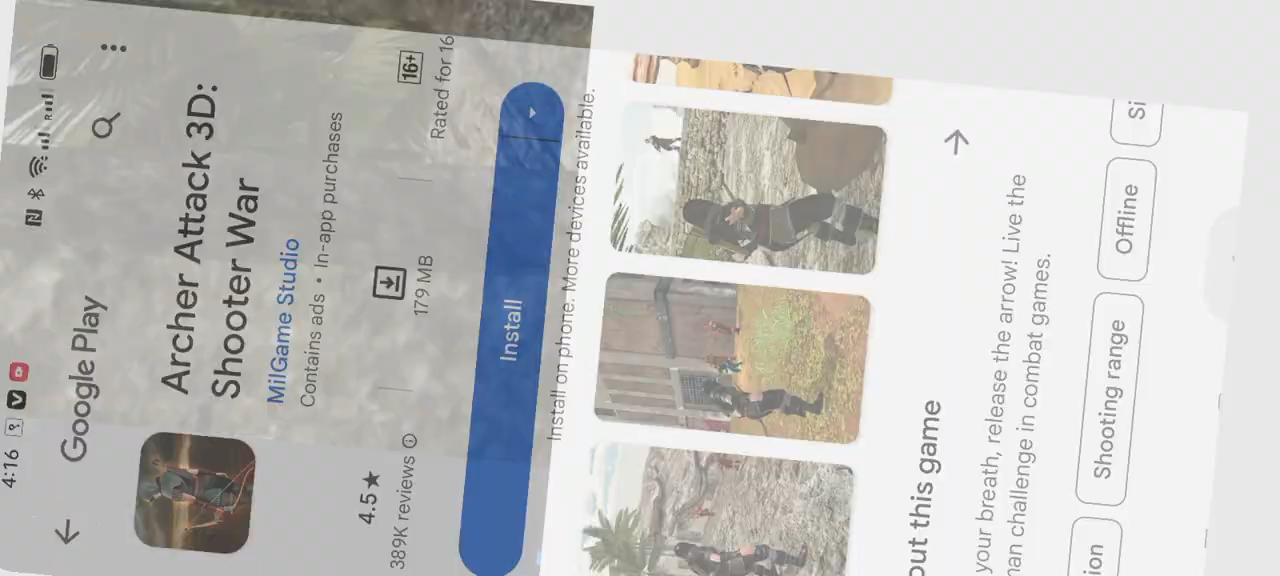 4:16
Google Play
Archer Attack 3D:
Shooter War
MilGame Studio
Contains ads • In-app purchases
4.5★
389K reviews
179 MB
16+
Rated for 16
Install
Install on phone. More devices available.
out this game
your breath, release the arrow! Live the
man challenge in combat games.
ion
Shooting range
Offline
Si